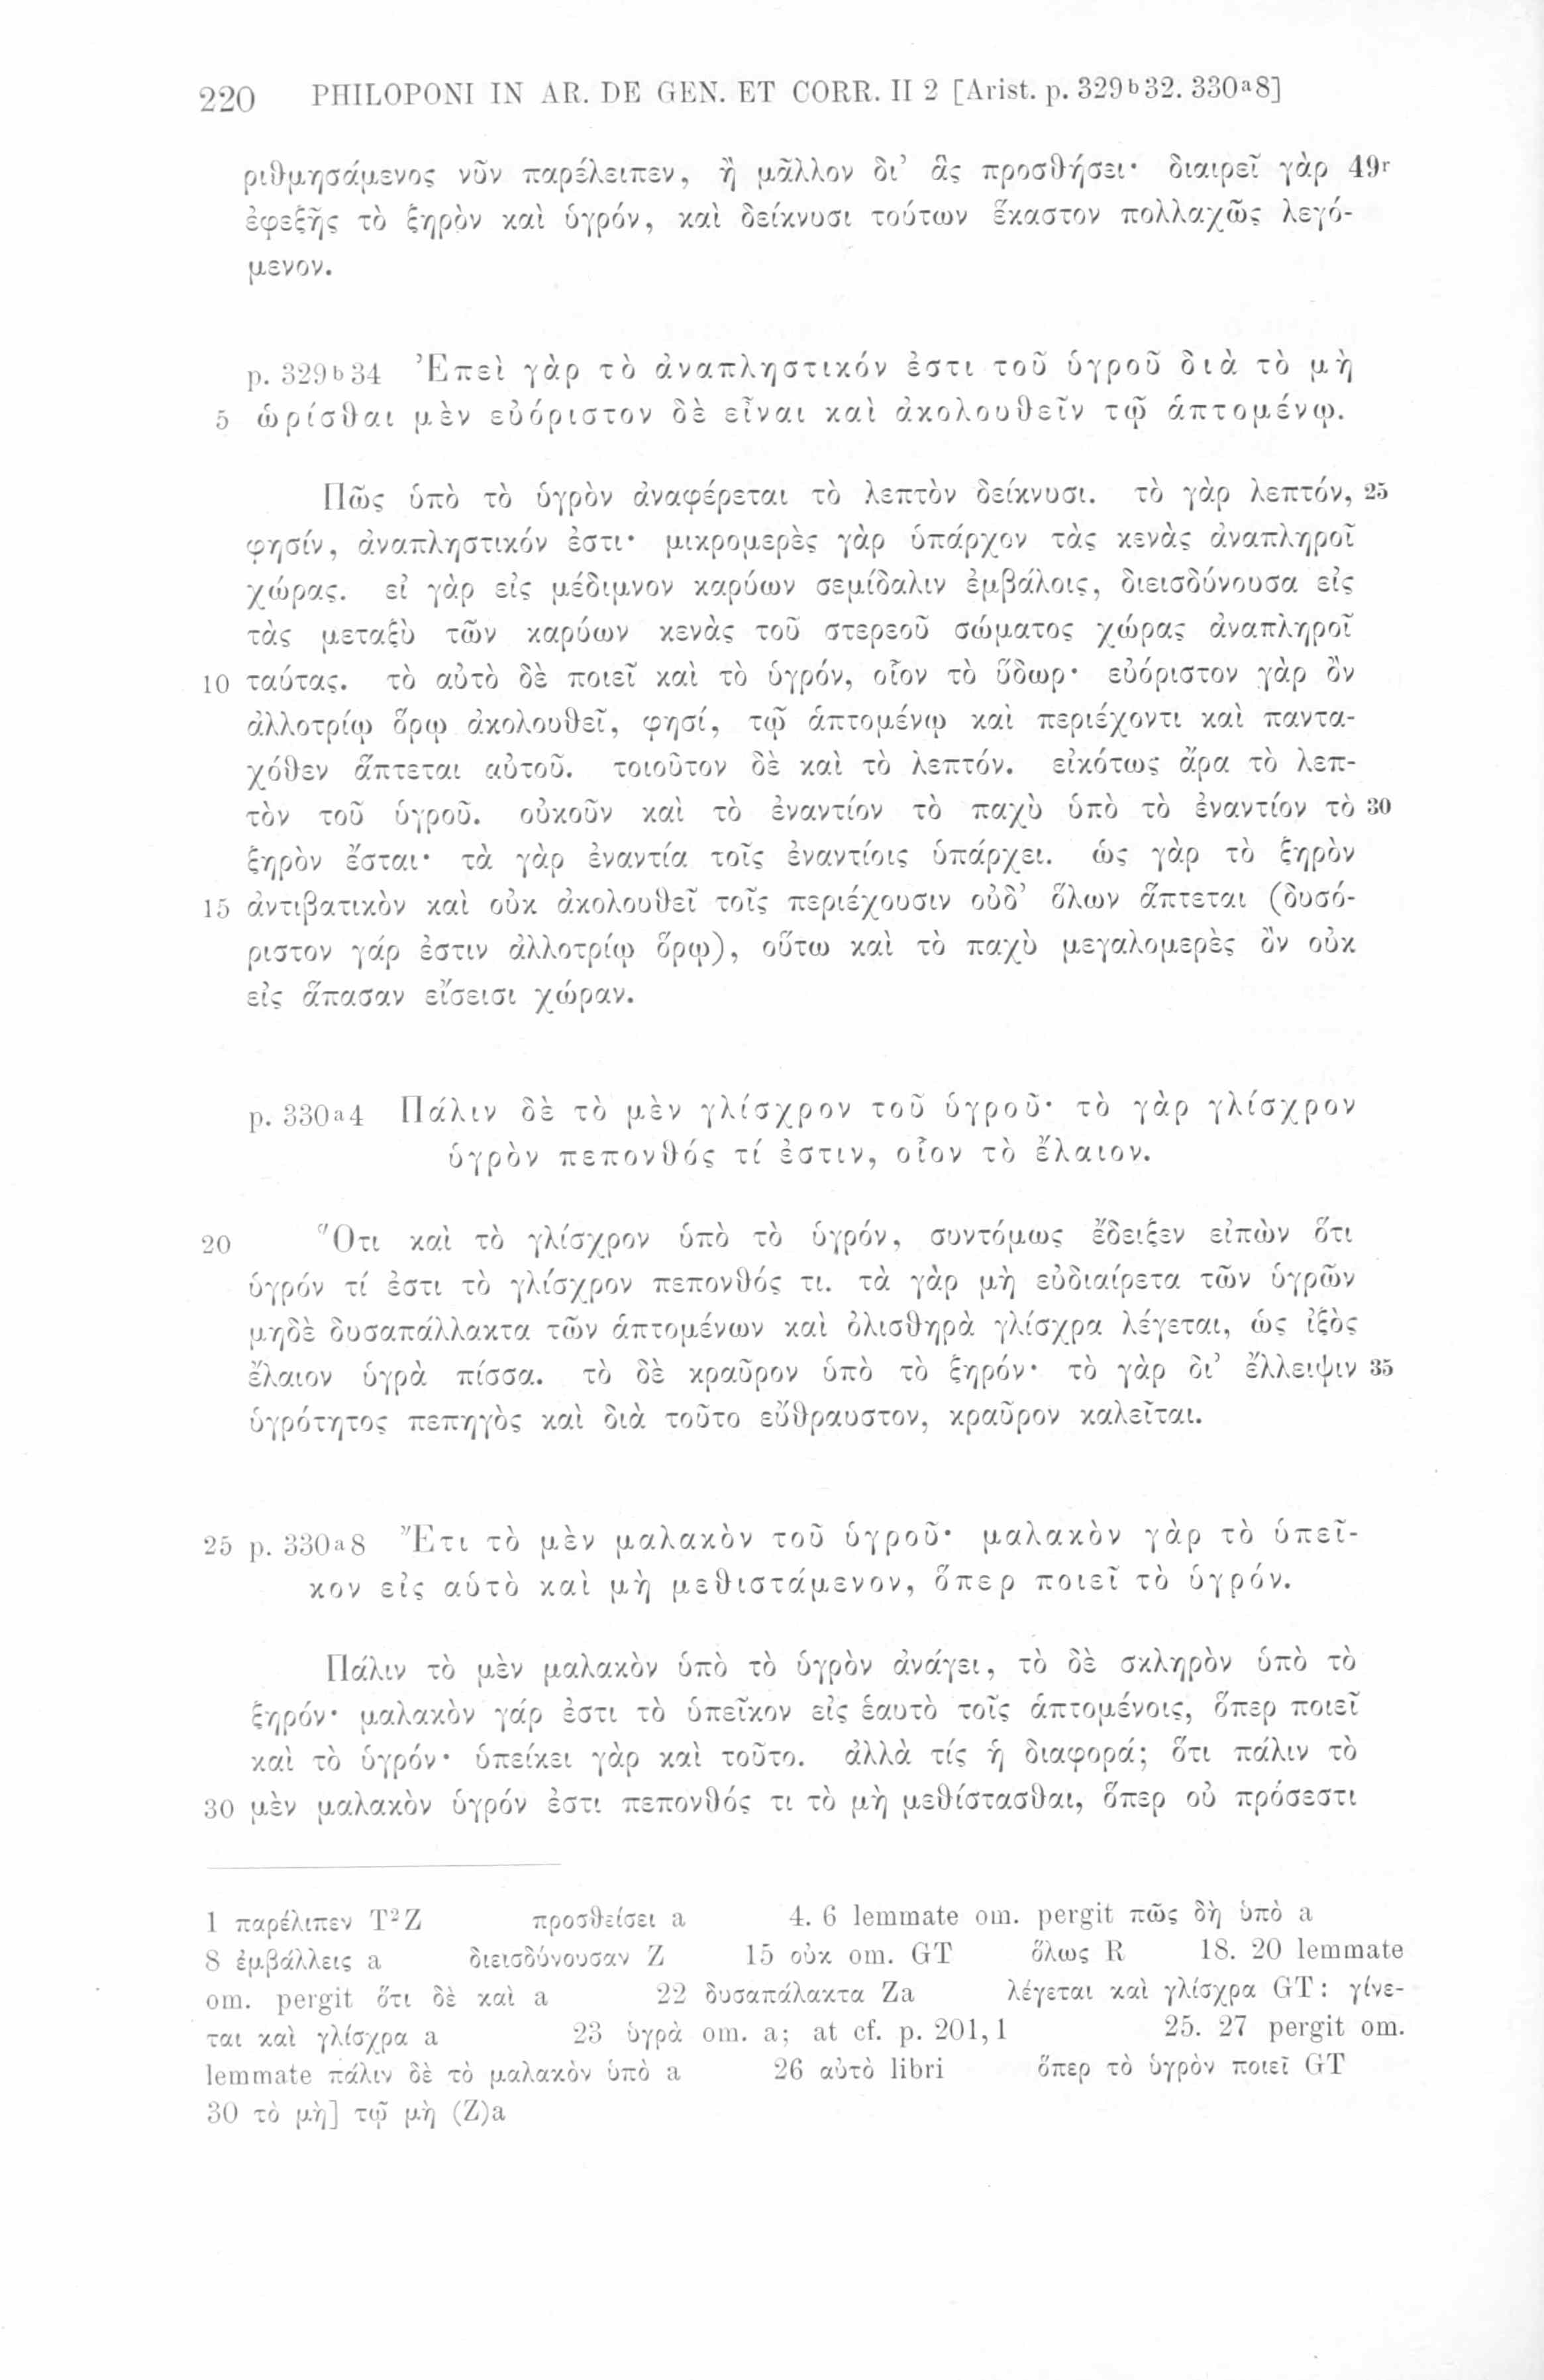 220 PHILOPONI IN AR. DE GEN. ET CORR. II 2 [Arist. p. 329b32. 330a8]
ριθμησάμενος νῦν παρέλειπεν, ἢ μᾶλλον δι’ ἃς προσθήσει· διαιρεῖ γὰρ 49r
ἐφεξῆς τὸ ξηρὸν καὶ ὑγρόν, καὶ δείκνυσι τούτων ἕκαστον πολλαχῶς λεγό-
μενον.
p. 329b34 Ἐπεὶ γὰρ τὸ ἀναπληστικόν ἐστι τοῦ ὑγροῦ διὰ τὸ μὴ
5 ὡρίσθαι μὲν εὐόριστον δὲ εἶναι καὶ ἀκολουθεῖν τῷ ἁπτομένῳ.
Πῶς ὑπὸ τὸ ὑγρὸν ἀναφέρεται τὸ λεπτὸν δείκνυσι. τὸ γὰρ λεπτόν, 25
φησίν, ἀναπληστικόν ἐστι· μικρομερὲς γὰρ ὑπάρχον τὰς κενὰς ἀναπληροῖ
χώρας. εἰ γὰρ εἰς μέδιμνον καρύων σεμίδαλιν ἐμβάλοις, διεισδύνουσα εἰς
τὰς μεταξὺ τῶν καρύων κενὰς τοῦ στερεοῦ σώματος χώρας ἀναπληροῖ
10 ταύτας. τὸ αὐτὸ δὲ ποιεῖ καὶ τὸ ὑγρόν, οἷον τὸ ὕδωρ· εὐόριστον γὰρ ὂν
ἀλλοτρίῳ ὅρῳ ἀκολουθεῖ, φησί, τῷ ἁπτομένῳ καὶ περιέχοντι καὶ παντα-
χόθεν ἅπτεται αὐτοῦ. τοιοῦτον δὲ καὶ τὸ λεπτόν. εἰκότως ἄρα τὸ λεπ-
τὸν τοῦ ὑγροῦ. οὐκοῦν καὶ τὸ ἐναντίον τὸ παχὺ ὑπὸ τὸ ἐναντίον τὸ 30
ξηρὸν ἔσται· τὰ γὰρ ἐναντία τοῖς ἐναντίοις ὑπάρχει. ὡς γὰρ τὸ ξηρὸν
15 ἀντιβατικὸν καὶ οὐκ ἀκολουθεῖ τοῖς περιέχουσιν οὐδ’ ὅλων ἅπτεται (δυσό-
ριστον γάρ ἐστιν ἀλλοτρίῳ ὅρῳ), οὕτω καὶ τὸ παχὺ μεγαλομερὲς ὂν οὐκ
εἰς ἅπασαν εἴσεισι χώραν.
p. 330a4 Πάλιν δὲ τὸ μὲν γλίσχρον τοῦ ὑγροῦ· τὸ γὰρ γλίσχρον
ὑγρὸν πεπονθός τί ἐστιν, οἷον τὸ ἔλαιον.
20 Ὅτι καὶ τὸ γλίσχρον ὑπὸ τὸ ὑγρόν, συντόμως ἔδειξεν εἰπὼν ὅτι
ὑγρόν τί ἐστι τὸ γλίσχρον πεπονθός τι. τὰ γὰρ μὴ εὐδιαίρετα τῶν ὑγρῶν
μηδὲ δυσαπάλλακτα τῶν ἁπτομένων καὶ ὀλισθηρὰ γλίσχρα λέγεται, ὡς ἰξὸς
ἔλαιον ὑγρὰ πίσσα. τὸ δὲ κραῦρον ὑπὸ τὸ ξηρόν· τὸ γὰρ δι’ ἔλλειψιν 35
ὑγρότητος πεπηγὸς καὶ διὰ τοῦτο εὔθραυστον, κραῦρον καλεῖται.
25 p. 330a8 Ἔτι τὸ μὲν μαλακὸν τοῦ ὑγροῦ· μαλακὸν γὰρ τὸ ὑπεῖ-
κον εἰς αὑτὸ καὶ μὴ μεθιστάμενον, ὅπερ ποιεῖ τὸ ὑγρόν.
Πάλιν τὸ μὲν μαλακὸν ὑπὸ τὸ ὑγρὸν ἀνάγει, τὸ δὲ σκληρὸν ὑπὸ τὸ
ξηρόν· μαλακὸν γάρ ἐστι τὸ ὑπεῖκον εἰς ἑαυτὸ τοῖς ἁπτομένοις, ὅπερ ποιεῖ
καὶ τὸ ὑγρόν· ὑπείκει γὰρ καὶ τοῦτο. ἀλλὰ τίς ἡ διαφορά; ὅτι πάλιν τὸ
30 μὲν μαλακὸν ὑγρόν ἐστι πεπονθός τι τὸ μὴ μεθίστασθαι, ὅπερ οὐ πρόσεστι
1 παρέλιπεν T²Z προσθείσει a 4. 6 lemmate om. pergit πῶς δὴ ὑπὸ a
8 ἐμβάλλεις a διεισδύνουσαν Z 15 οὐκ om. GT ὅλως R 18. 20 lemmate
om. pergit ὅτι δὲ καὶ a 22 δυσαπάλακτα Za λέγεται καὶ γλίσχρα GT: γίνε-
ται καὶ γλίσχρα a 23 ὑγρὰ om. a; at cf. p. 201,1 25. 27 pergit om.
lemmate πάλιν δὲ τὸ μαλακὸν ὑπὸ a 26 αὐτὸ libri ὅπερ τὸ ὑγρὸν ποιεῖ GT
30 τὸ μὴ] τῷ μὴ (Z)a